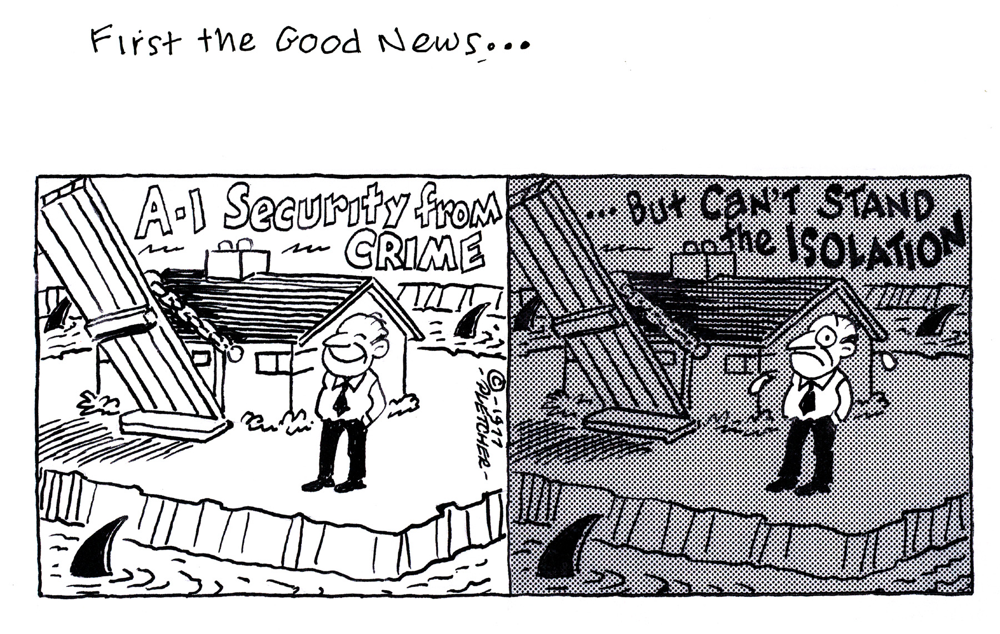 First the Good News...
A-1 Security from
CRIME
© -1977
-PLETCHER-
...But CAN'T STAND
the ISOLATION